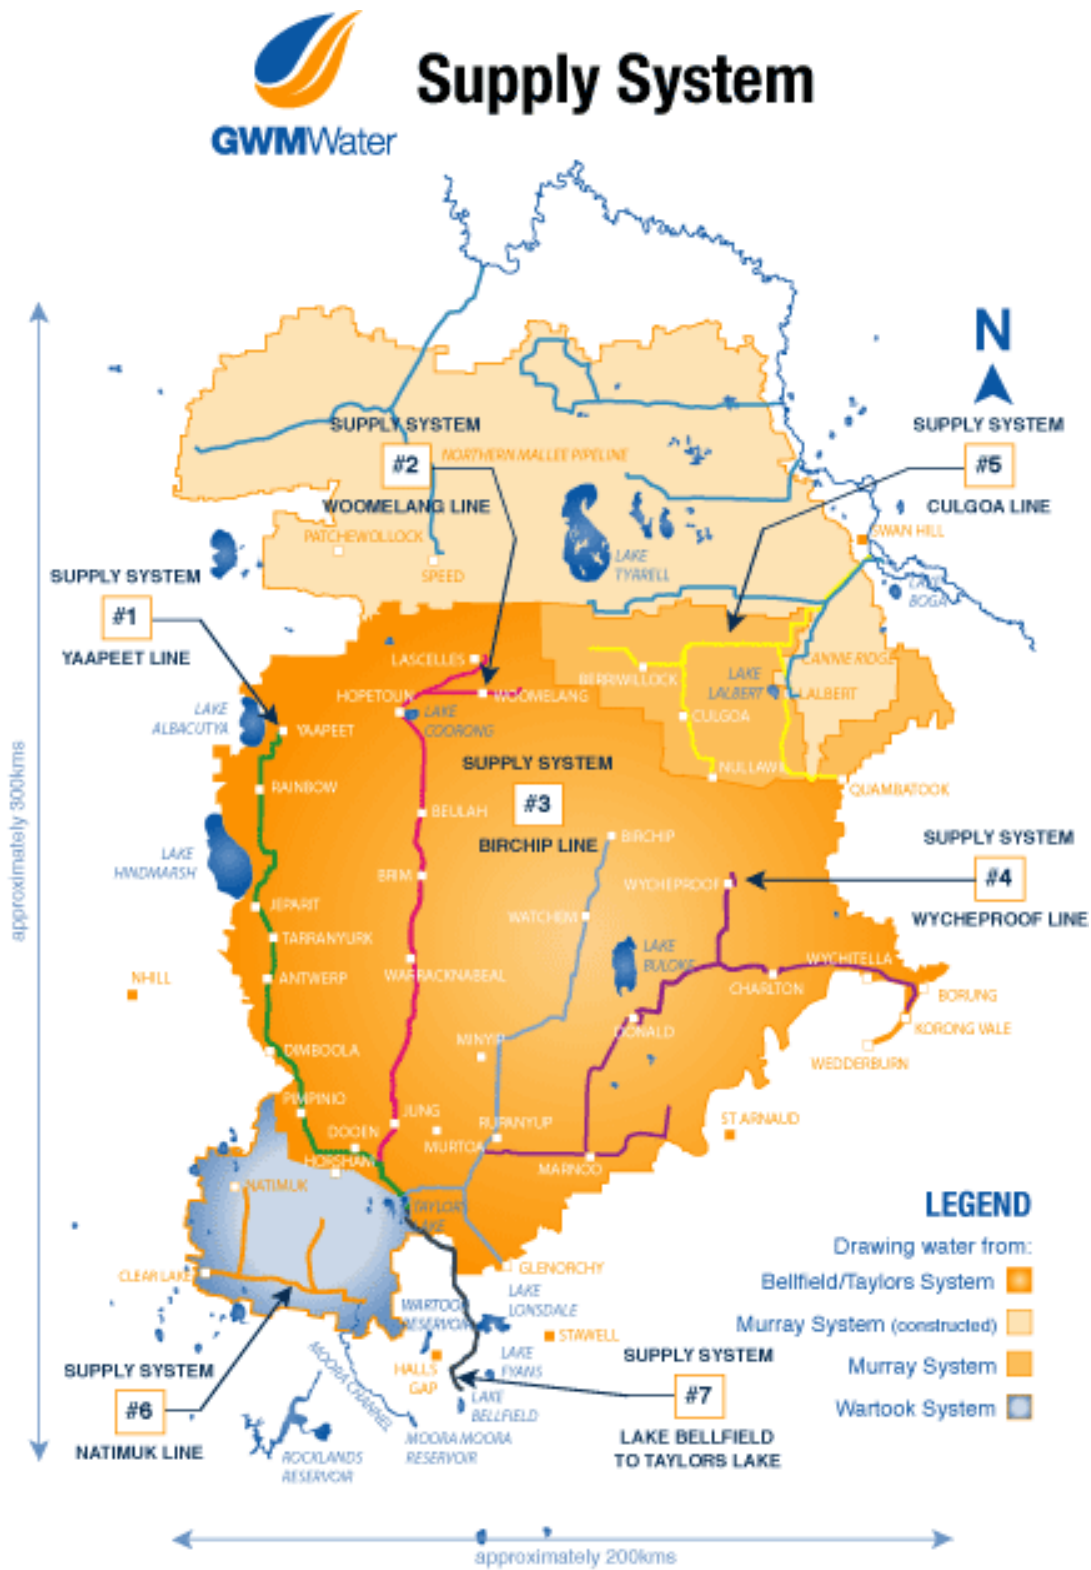 Supply System
GWMWater
N
SUPPLY SYSTEM
#2
WOOMELANG LINE
NORTHERN MALLEE PIPELINE
SUPPLY SYSTEM
#5
CULGOA LINE
PATCHEWOLLOCK
SPEED
LAKE
TYRRELL
SWAN HILL
LAKE
BOGA
SUPPLY SYSTEM
#1
YAAPEET LINE
LASCELLES
HOPETOUN
WOOMELANG
LAKE
COORONG
BERRIWILLOCK
LAKE
LALBERT
CANNIE RIDGE
LALBERT
CULGOA
NULLAWIL
QUAMBATOOK
LAKE
ALBACUTYA
YAAPEET
RAINBOW
SUPPLY SYSTEM
#3
BIRCHIP LINE
BEULAH
BIRCHIP
LAKE
HINDMARSH
BRIM
WYCHEPROOF
SUPPLY SYSTEM
#4
WYCHEPROOF LINE
JEPARIT
TARRANYURK
WATCHEM
LAKE
BULOKE
ANTWERP
WARRACKNABEAL
WYCHITELLA
CHARLTON
BORUNG
NHILL
KORONG VALE
WEDDERBURN
DONALD
MINYIP
DIMBOOLA
PIMPINIO
JUNG
DOOEN
MURTOA
RUPANYUP
MARNOO
ST ARNAUD
HORSHAM
NATIMUK
TAYLORS
LAKE
CLEAR LAKE
GLENORCHY
LAKE
LONSDALE
WARTOOK
RESERVOIR
STAWELL
HALLS
GAP
LAKE
FYANS
LAKE
BELLFIELD
MOORA CHANNEL
MOORA MOORA
RESERVOIR
ROCKLANDS
RESERVOIR
SUPPLY SYSTEM
#6
NATIMUK LINE
SUPPLY SYSTEM
#7
LAKE BELLFIELD
TO TAYLORS LAKE
LEGEND
Drawing water from:
Bellfield/Taylors System
Murray System (constructed)
Murray System
Wartook System
approximately 300kms
approximately 200kms